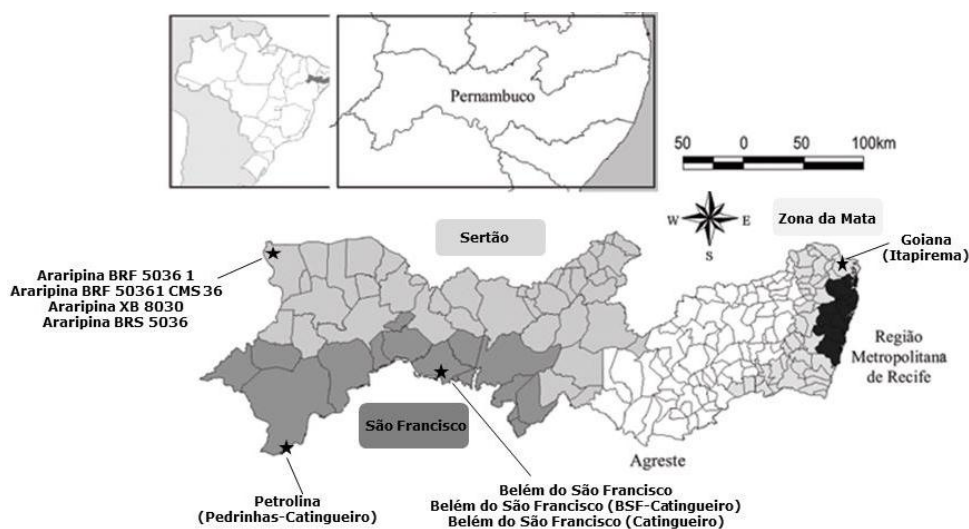 Pernambuco
50 0 50 100km
N
W E
S
Zona da Mata
Sertão
Goiana
(Itapirema)
Araripina BRF 5036 1
Araripina BRF 50361 CMS 36
Araripina XB 8030
Araripina BRS 5036
Região
Metropolitana
de Recife
São Francisco
Agreste
Petrolina
(Pedrinhas-Catingueiro)
Belém do São Francisco
Belém do São Francisco (BSF-Catingueiro)
Belém do São Francisco (Catingueiro)